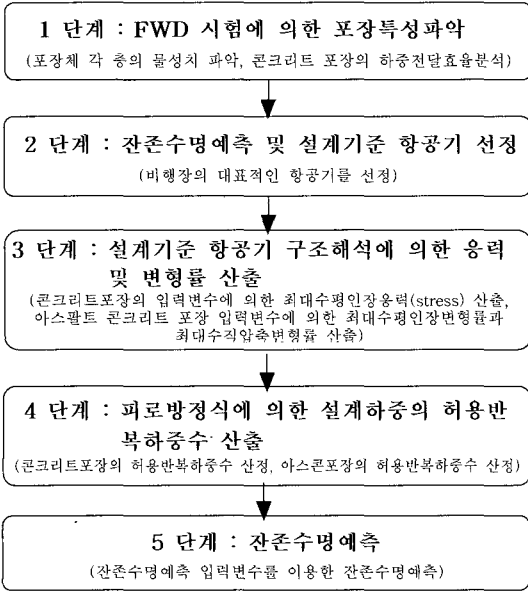 1 단계 : FWD 시험에 의한 포장특성파악
(포장체 각 층의 물성치 파악, 콘크리트 포장의 하중전달효율분석)
2 단계 : 잔존수명예측 및 설계기준 항공기 선정
(비행장의 대표적인 항공기를 선정)
3 단계 : 설계기준 항공기 구조해석에 의한 응력
및 변형률 산출
(콘크리트포장의 입력변수에 의한 최대수평인장응력(stress) 산출,
아스팔트 콘크리트 포장 입력변수에 의한 최대수평인장변형률과
최대수직압축변형률 산출)
4 단계 : 피로방정식에 의한 설계하중의 허용반
복하중수 산출
(콘크리트포장의 허용반복하중수 산정, 아스콘포장의 허용반복하중수 산정)
5 단계 : 잔존수명예측
(잔존수명예측 입력변수를 이용한 잔존수명예측)